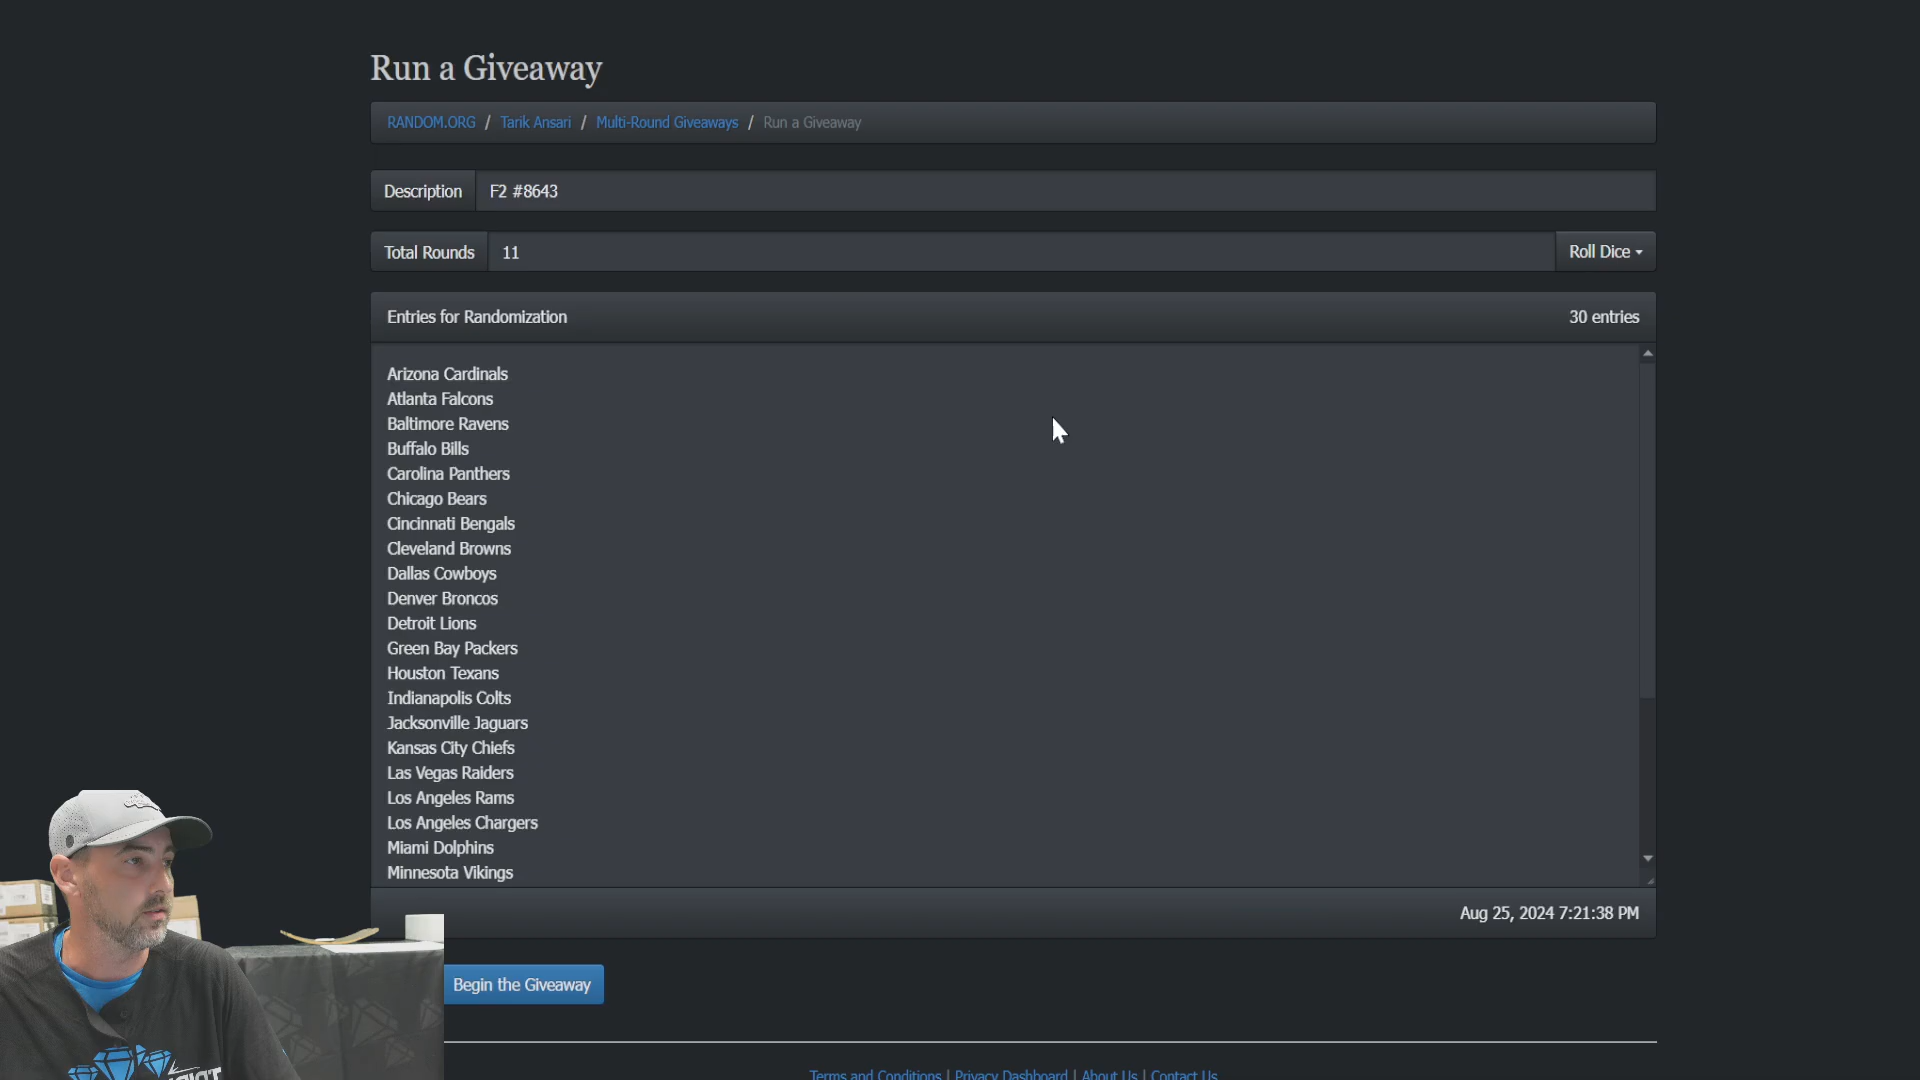 Run a Giveaway
RANDOM.ORG / Tarik Ansari / Multi-Round Giveaways / Run a Giveaway
Description F2 #8643
Total Rounds 11 Roll Dice
Entries for Randomization 30 entries
Arizona Cardinals
Atlanta Falcons
Baltimore Ravens
Buffalo Bills
Carolina Panthers
Chicago Bears
Cincinnati Bengals
Cleveland Browns
Dallas Cowboys
Denver Broncos
Detroit Lions
Green Bay Packers
Houston Texans
Indianapolis Colts
Jacksonville Jaguars
Kansas City Chiefs
Las Vegas Raiders
Los Angeles Rams
Los Angeles Chargers
Miami Dolphins
Minnesota Vikings
Aug 25, 2024 7:21:38 PM
Begin the Giveaway
Terms and Conditions | Privacy Dashboard | About Us | Contact Us